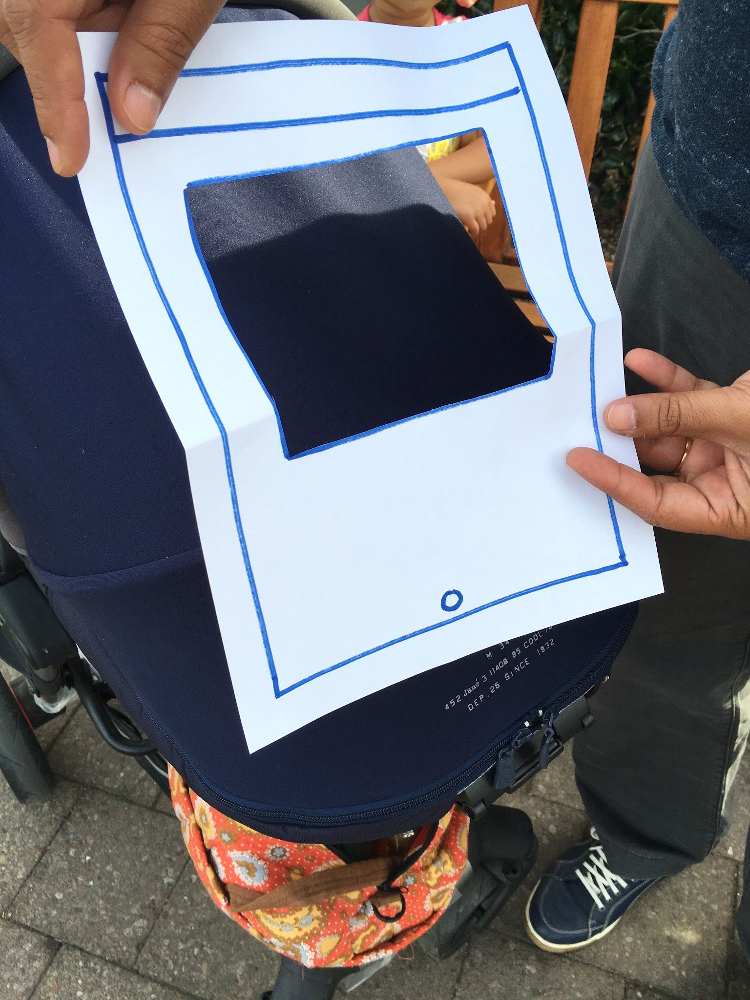 M 34
452 Jané 3 11408 95 COOL
DEP.25 SINCE 1932